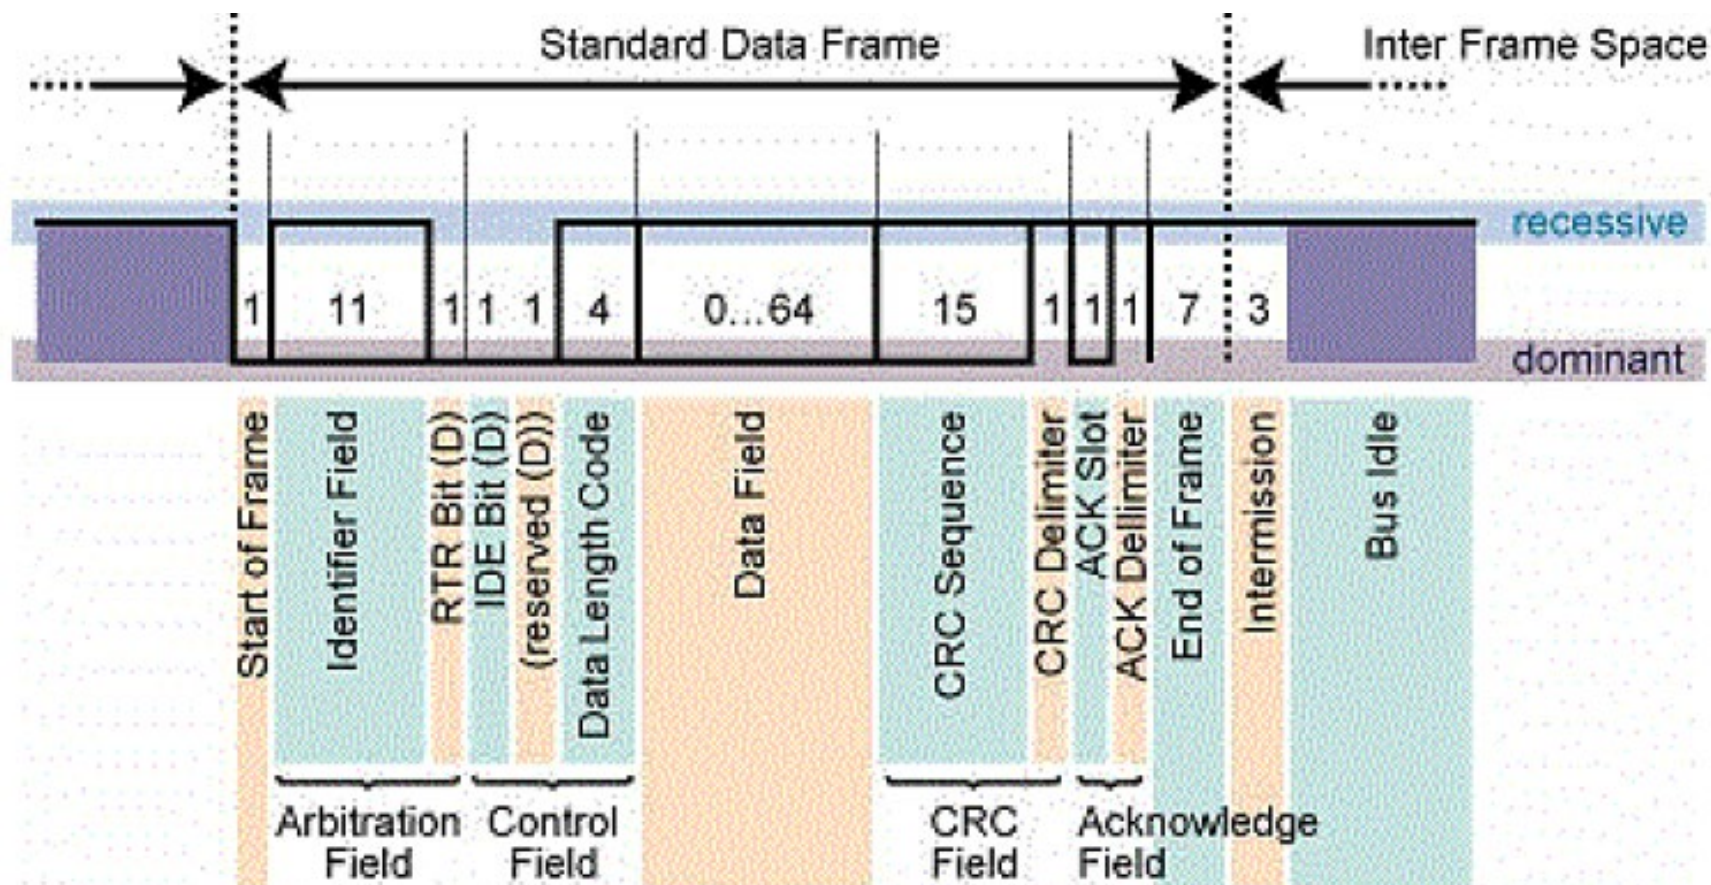 Standard Data Frame
Inter Frame Space
recessive
1
11
1
1
1
4
0...64
15
1
1
1
7
3
dominant
Start of Frame
Identifier Field
RTR Bit (D)
IDE Bit (D)
(reserved (D))
Data Length Code
Data Field
CRC Sequence
CRC Delimiter
ACK Slot
ACK Dellimiter
End of Frame
Intermission
Bus Idle
Arbitration
Field
Control
Field
CRC
Field
Acknowledge
Field